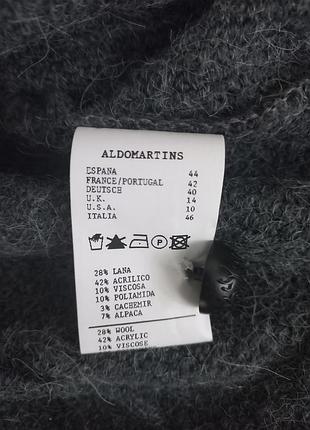 ALDOMARTINS
ESPANA 44
FRANCE/PORTUGAL 42
DEUTSCH 40
U.K. 14
U.S.A. 10
ITALIA 46
28% LANA
42% ACRILICO
10% VISCOSA
10% POLIAMIDA
3% CACHEMIR
7% ALPACA
28% WOOL
42% ACRYLIC
10% VISCOSE